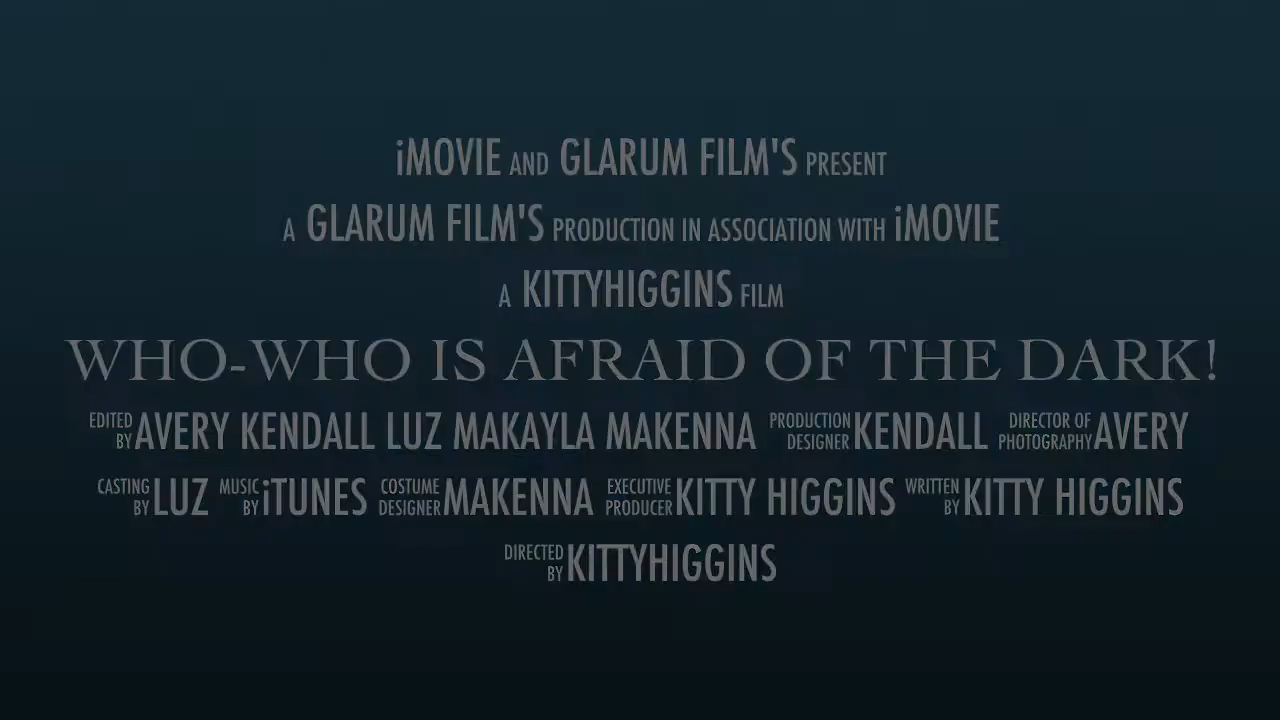 iMOVIE AND GLARUM FILM'S PRESENT
A GLARUM FILM'S PRODUCTION IN ASSOCIATION WITH iMOVIE
A KITTYHIGGINS FILM
WHO-WHO IS AFRAID OF THE DARK!
EDITED BY AVERY KENDALL LUZ MAKAYLA MAKENNA PRODUCTION DESIGNER KENDALL DIRECTOR OF PHOTOGRAPHY AVERY
CASTING BY LUZ MUSIC BY iTUNES COSTUME DESIGNER MAKENNA EXECUTIVE PRODUCER KITTY HIGGINS WRITTEN BY KITTY HIGGINS
DIRECTED BY KITTYHIGGINS